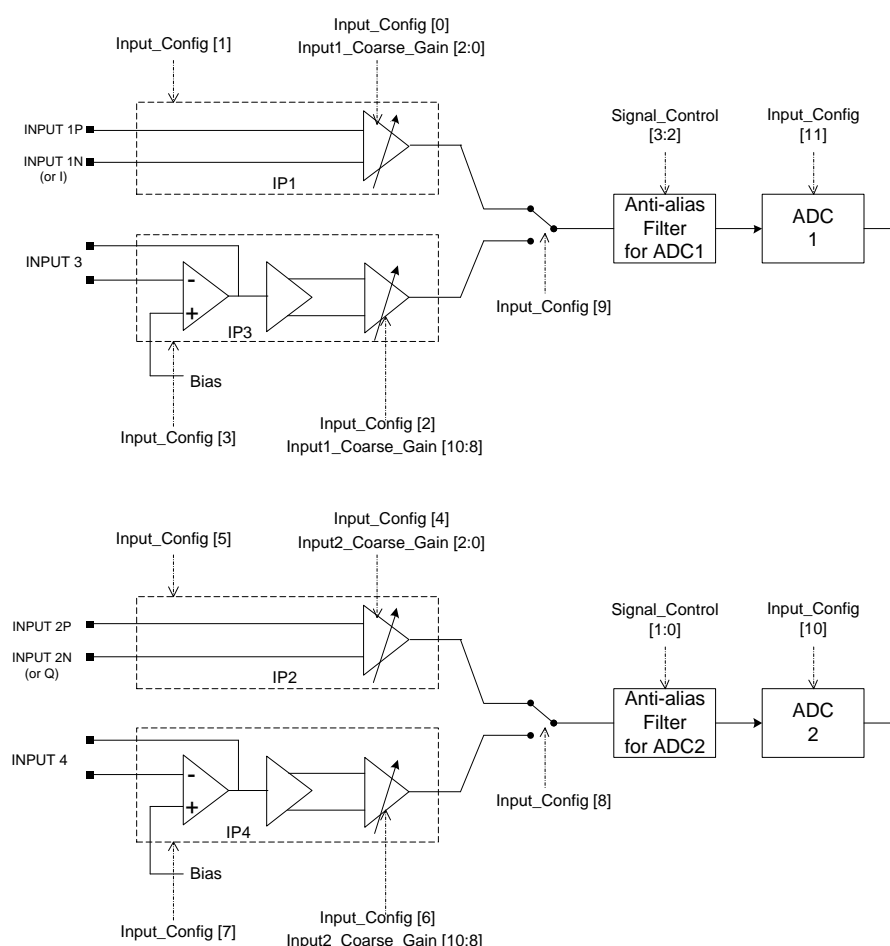 Input_Config [0]
Input1_Coarse_Gain [2:0]
Input_Config [1]
Signal_Control
[3:2]
Input_Config
[11]
INPUT 1P
INPUT 1N
(or I)
IP1
Anti-alias
Filter
for ADC1
ADC
1
INPUT 3
-
+
IP3
Input_Config [9]
Bias
Input_Config [3]
Input_Config [2]
Input1_Coarse_Gain [10:8]
Input_Config [4]
Input2_Coarse_Gain [2:0]
Input_Config [5]
Signal_Control
[1:0]
Input_Config
[10]
INPUT 2P
INPUT 2N
(or Q)
IP2
Anti-alias
Filter
for ADC2
ADC
2
INPUT 4
-
+
IP4
Input_Config [8]
Bias
Input_Config [7]
Input_Config [6]
Input2_Coarse_Gain [10:8]